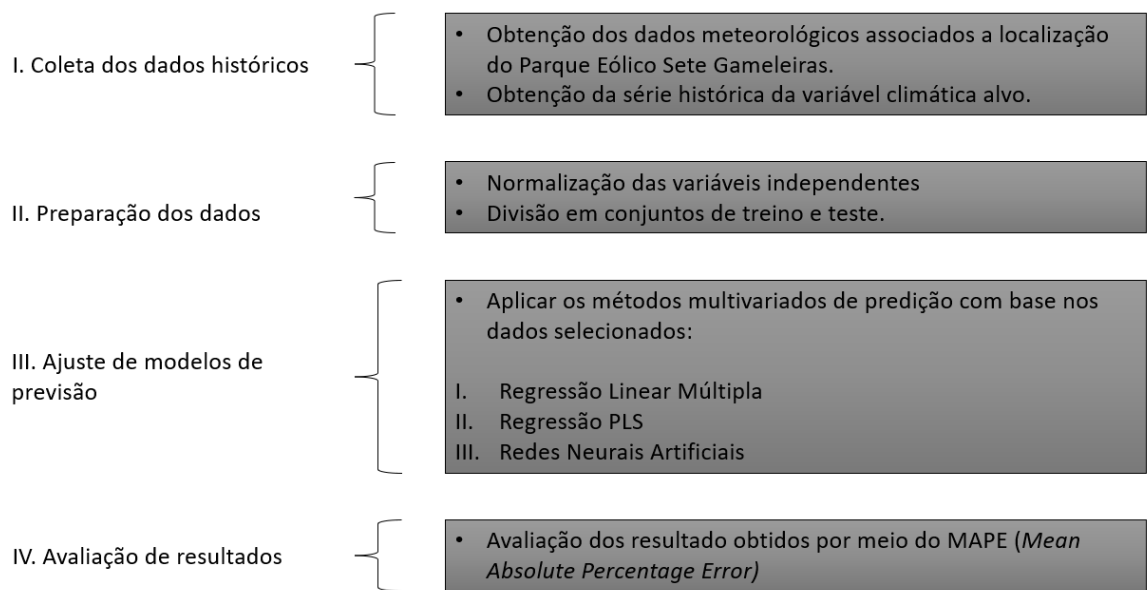 I. Coleta dos dados históricos
• Obtenção dos dados meteorológicos associados a localização
do Parque Eólico Sete Gameleiras.
• Obtenção da série histórica da variável climática alvo.
II. Preparação dos dados
• Normalização das variáveis independentes
• Divisão em conjuntos de treino e teste.
III. Ajuste de modelos de
previsão
• Aplicar os métodos multivariados de predição com base nos
dados selecionados:
I. Regressão Linear Múltipla
II. Regressão PLS
III. Redes Neurais Artificiais
IV. Avaliação de resultados
• Avaliação dos resultado obtidos por meio do MAPE (Mean
Absolute Percentage Error)